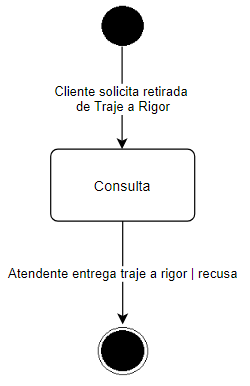 Cliente solicita retirada
de Traje a Rigor
Consulta
Atendente entrega traje a rigor | recusa